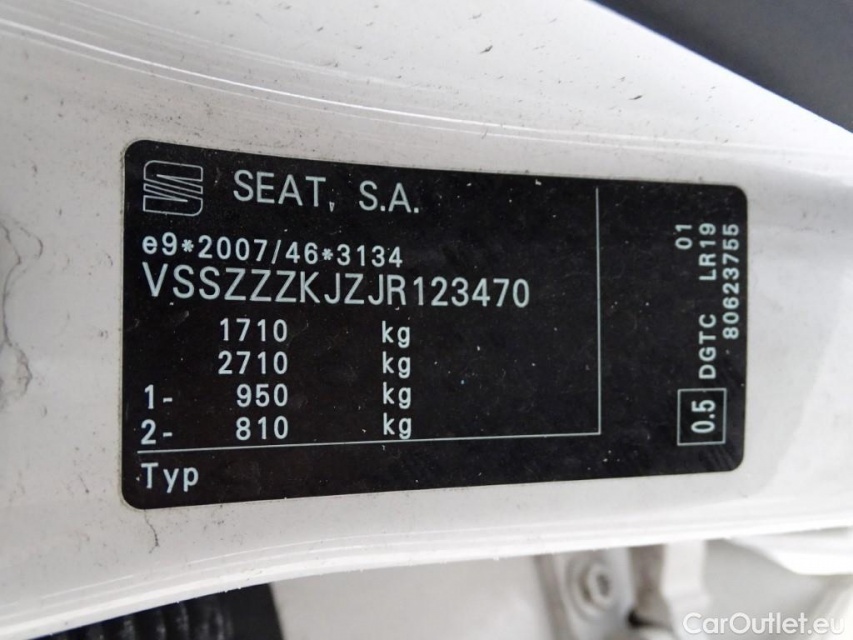 SEAT, S.A.
e9*2007/46*3134
VSSZZZKJZJR123470
1710 kg
2710 kg
1- 950 kg
2- 810 kg
Typ
01
0.5 DGTC LR19
80623755
CarOutlet.eu